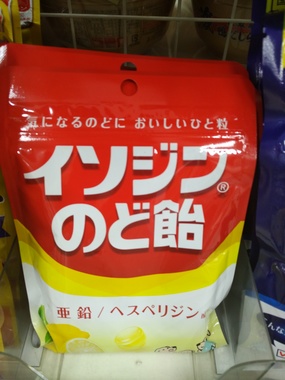 気になるのどに おいしいひと粒
イソジン®
のど飴
亜鉛/ヘスペリジン